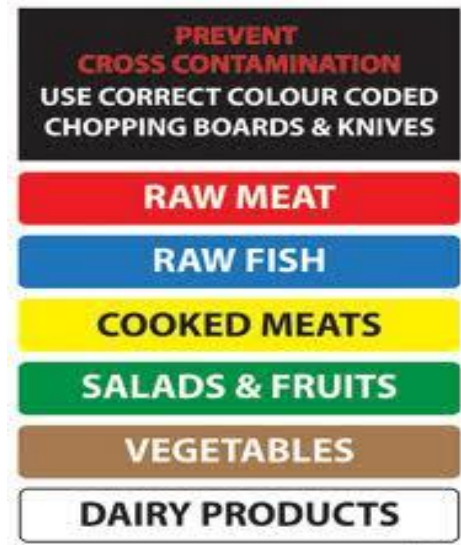 PREVENT
CROSS CONTAMINATION
USE CORRECT COLOUR CODED
CHOPPING BOARDS & KNIVES
RAW MEAT
RAW FISH
COOKED MEATS
SALADS & FRUITS
VEGETABLES
DAIRY PRODUCTS